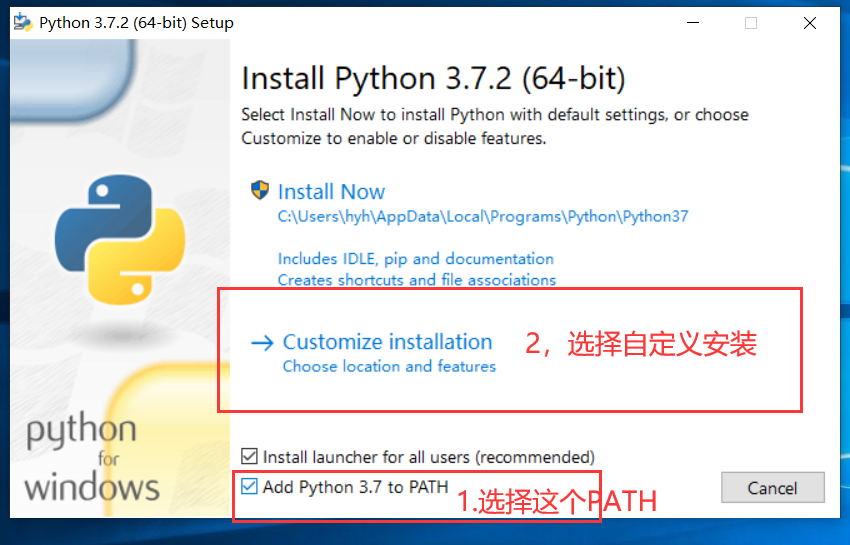 Python 3.7.2 (64-bit) Setup
Install Python 3.7.2 (64-bit)
Select Install Now to install Python with default settings, or choose
Customize to enable or disable features.
Install Now
C:\Users\hyh\AppData\Local\Programs\Python\Python37
Includes IDLE, pip and documentation
Creates shortcuts and file associations
Customize installation
2，选择自定义安装
Choose location and features
python
for
windows
Install launcher for all users (recommended)
Add Python 3.7 to PATH
1.选择这个PATH
Cancel